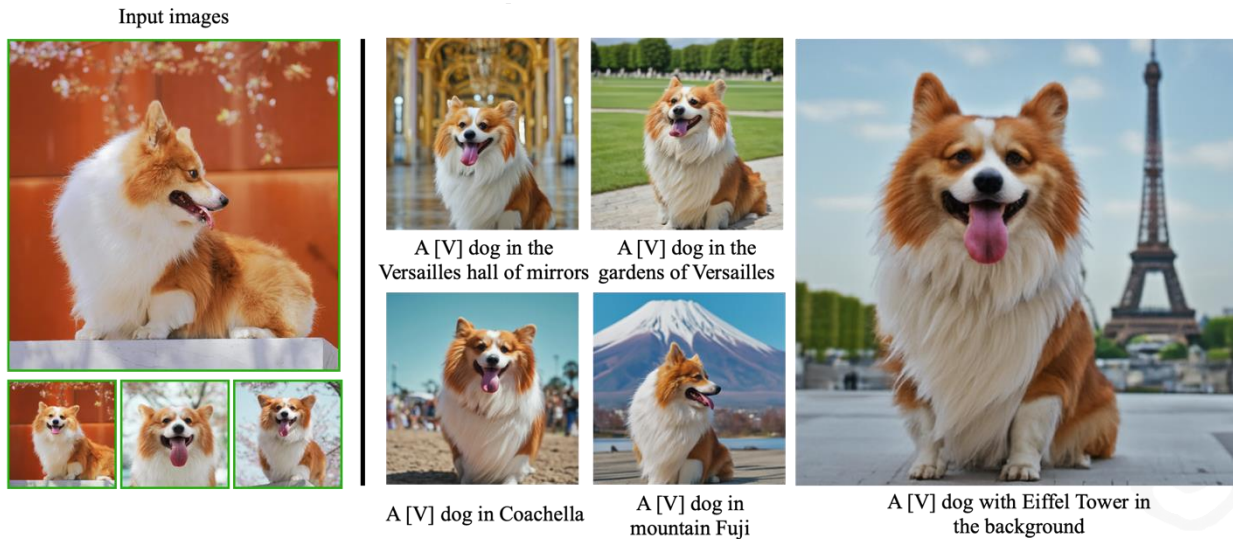 Input images
A [V] dog in the
Versailles hall of mirrors
A [V] dog in the
gardens of Versailles
A [V] dog in Coachella
A [V] dog in
mountain Fuji
A [V] dog with Eiffel Tower in
the background